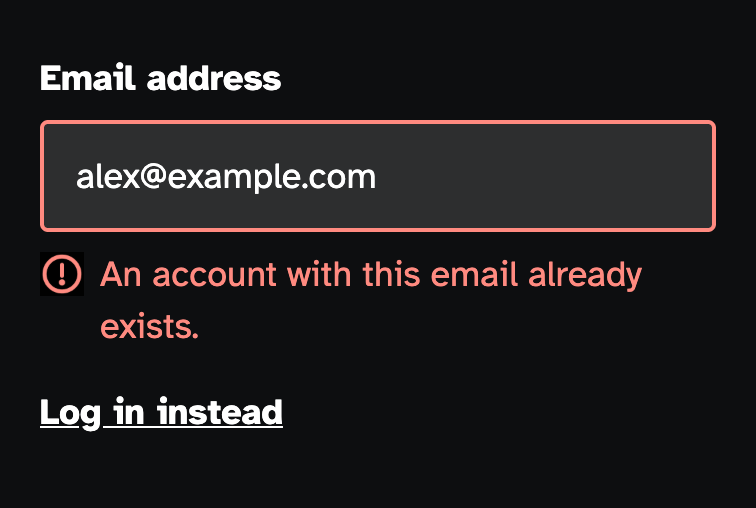 Email address
alex@example.com
An account with this email already
exists.
Log in instead